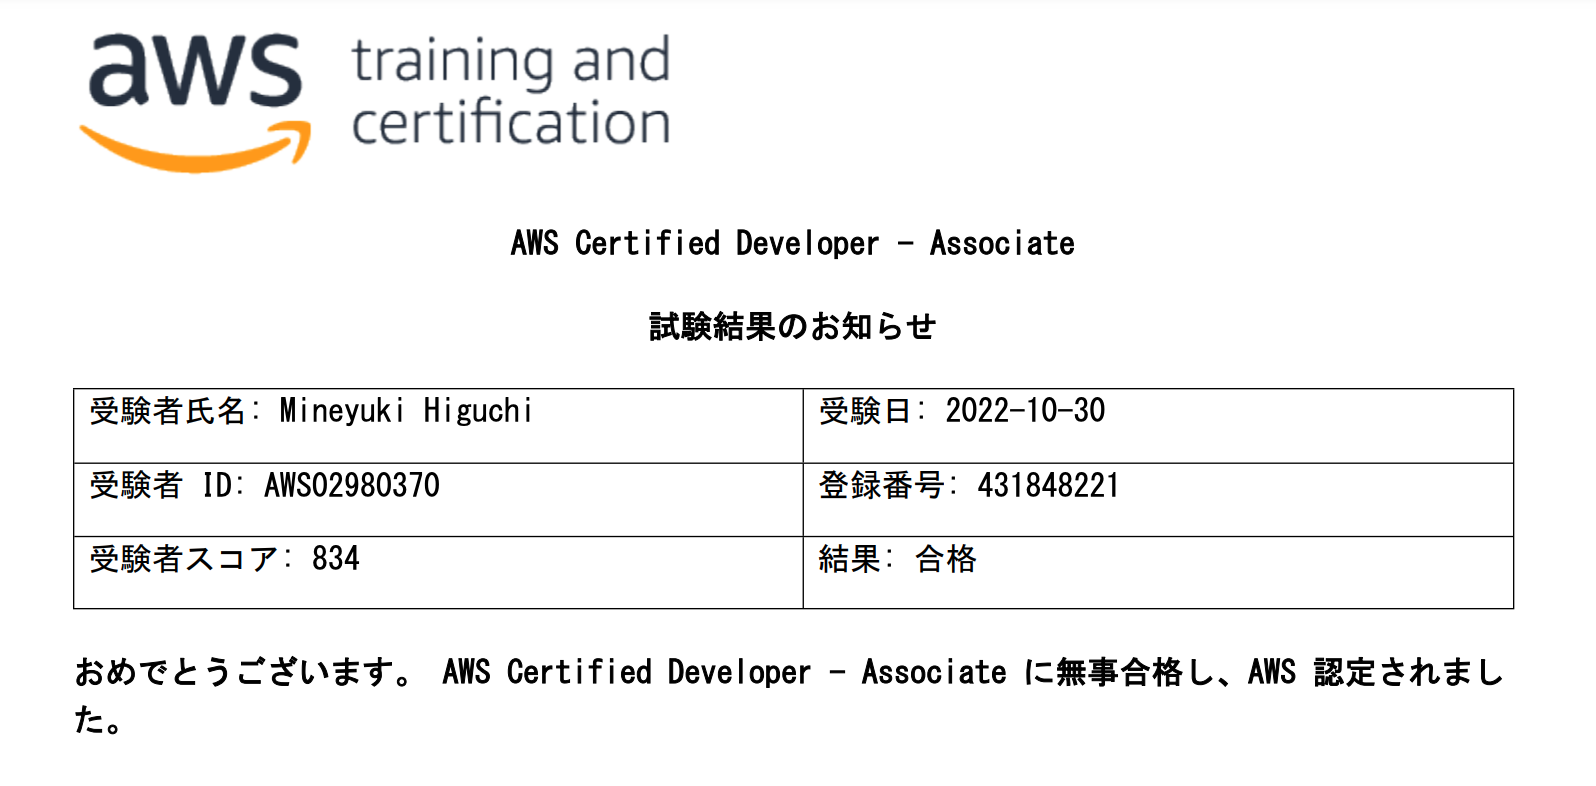 aws training and
certification
AWS Certified Developer - Associate
試験結果のお知らせ
受験者氏名: Mineyuki Higuchi
受験日: 2022-10-30
受験者 ID: AWS02980370
登録番号: 431848221
受験者スコア: 834
結果: 合格
おめでとうございます。 AWS Certified Developer - Associate に無事合格し、AWS 認定されまし
た。